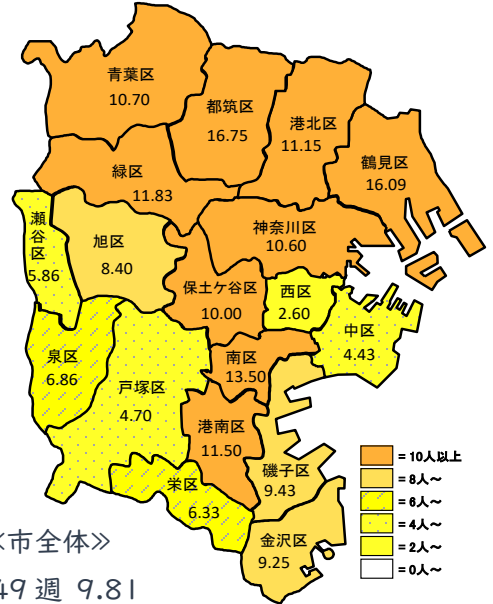 青葉区
10.70
都筑区
16.75
港北区
11.15
鶴見区
16.09
緑区
11.83
神奈川区
10.60
瀬谷区
5.86
旭区
8.40
保土ケ谷区
10.00
西区
2.60
中区
4.43
泉区
6.86
戸塚区
4.70
南区
13.50
港南区
11.50
磯子区
9.43
栄区
6.33
金沢区
9.25
=10人以上
=8人～
=6人～
=4人～
=2人～
=0人～
≪市全体≫
49週 9.81